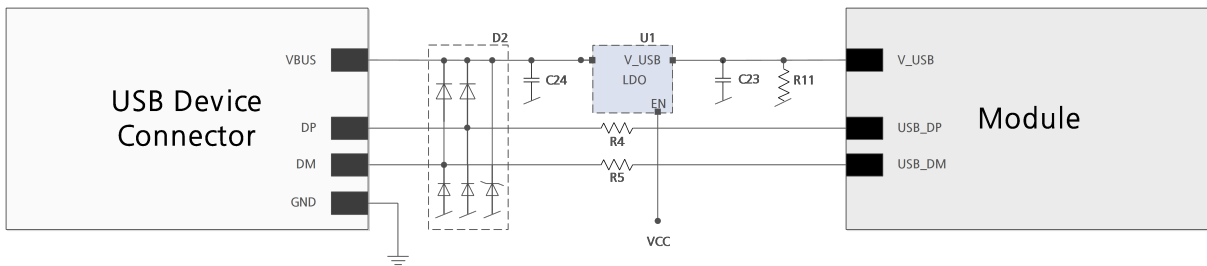 D2
U1
VBUS
V_USB
V_USB
C24
LDO
C23
R11
USB Device
Connector
EN
Module
DP
USB_DP
R4
DM
USB_DM
R5
GND
VCC